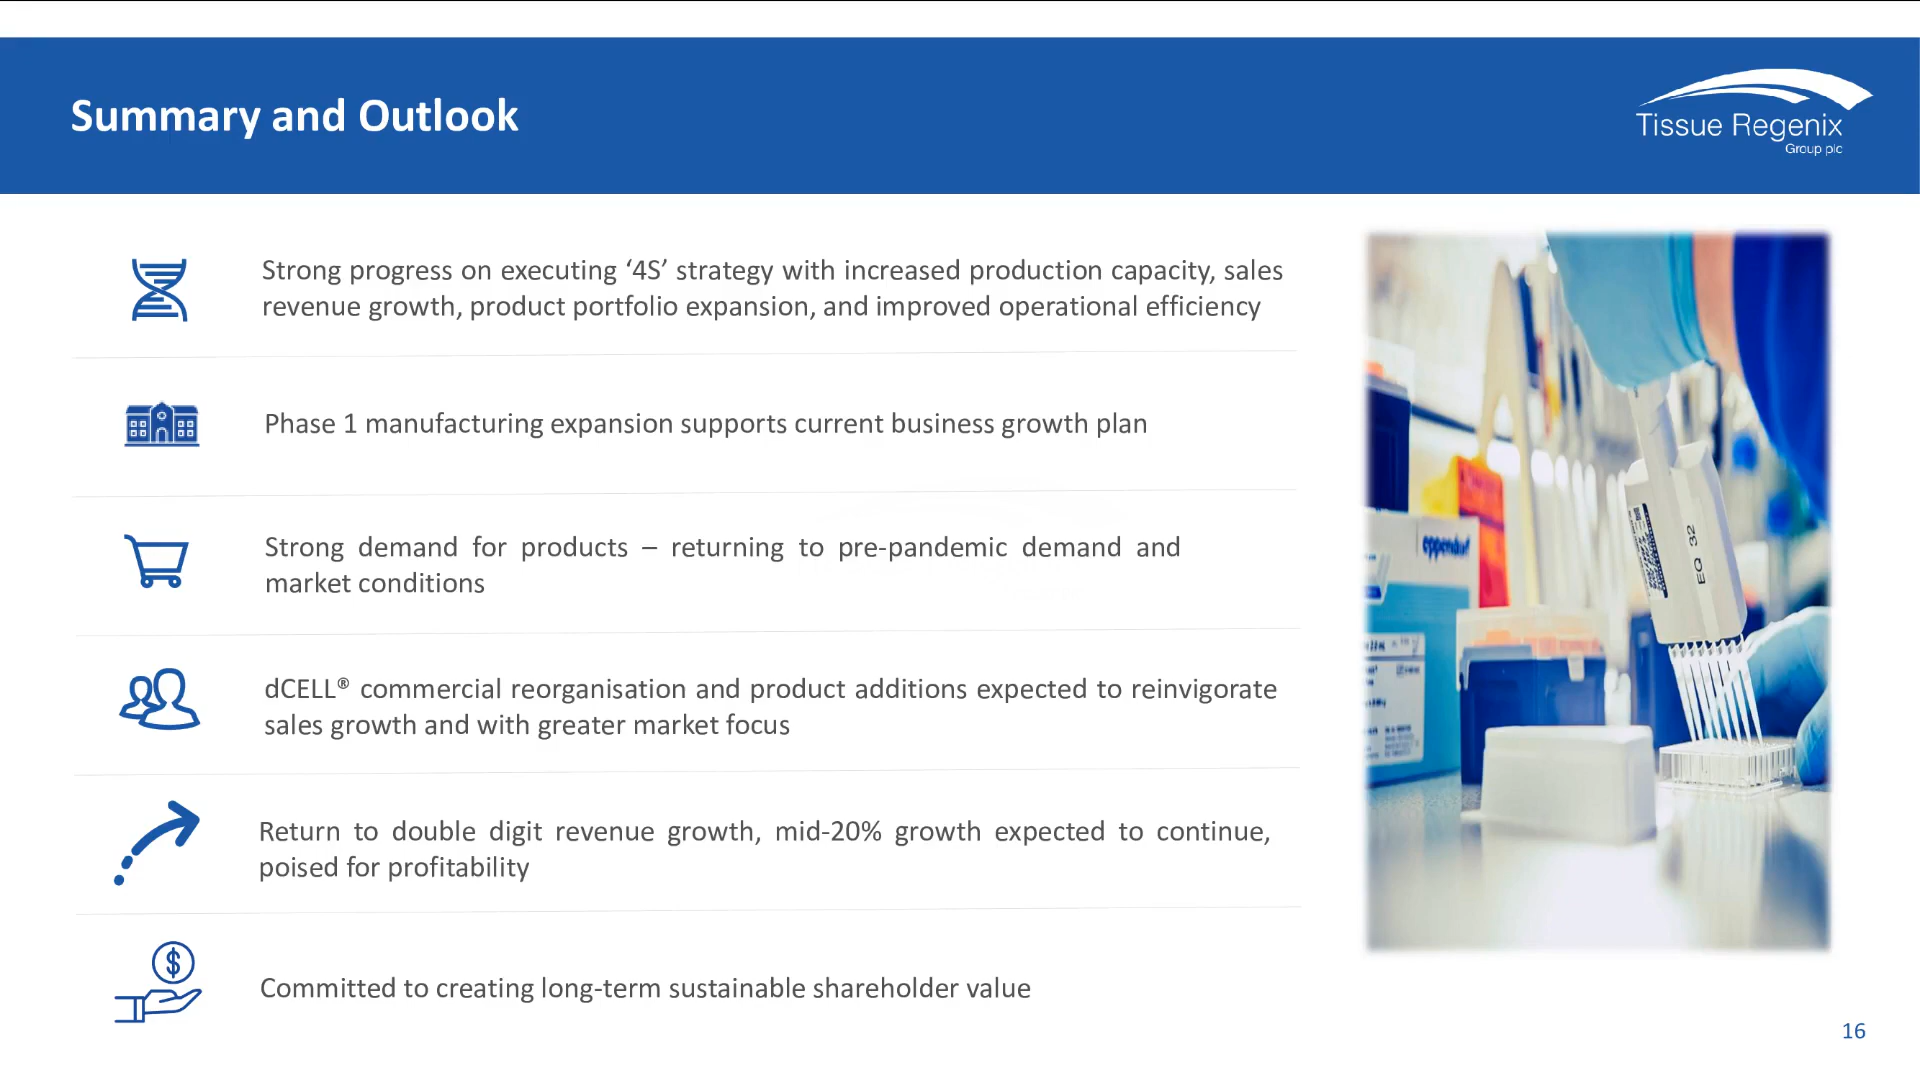 Summary and Outlook
Tissue Regenix
Group plc
Strong progress on executing ‘4S’ strategy with increased production capacity, sales
revenue growth, product portfolio expansion, and improved operational efficiency
Phase 1 manufacturing expansion supports current business growth plan
Strong demand for products – returning to pre-pandemic demand and
market conditions
dCELL® commercial reorganisation and product additions expected to reinvigorate
sales growth and with greater market focus
Return to double digit revenue growth, mid-20% growth expected to continue,
poised for profitability
$
Committed to creating long-term sustainable shareholder value
eppendorf
EQ 32
16